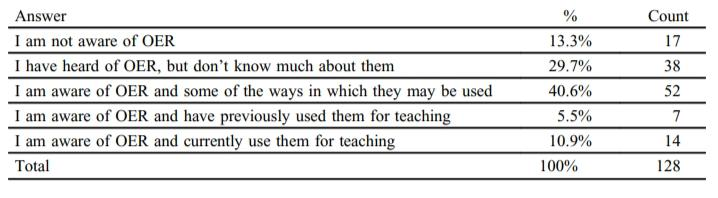 Answer % Count
I am not aware of OER 13.3% 17
I have heard of OER, but don’t know much about them 29.7% 38
I am aware of OER and some of the ways in which they may be used 40.6% 52
I am aware of OER and have previously used them for teaching 5.5% 7
I am aware of OER and currently use them for teaching 10.9% 14
Total 100% 128